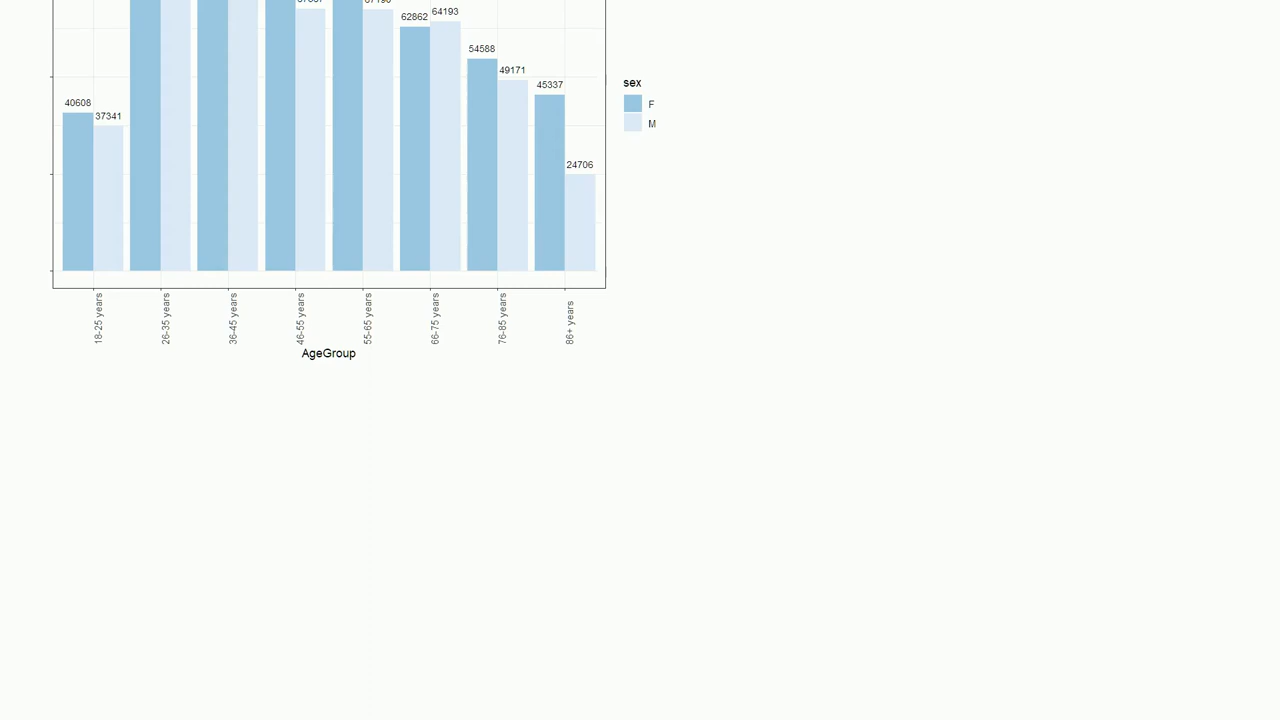 62862
64193
54588
49171
sex
45337
F
40608
37341
M
24706
18-25 years
26-35 years
36-45 years
46-55 years
55-65 years
66-75 years
76-85 years
86+ years
AgeGroup